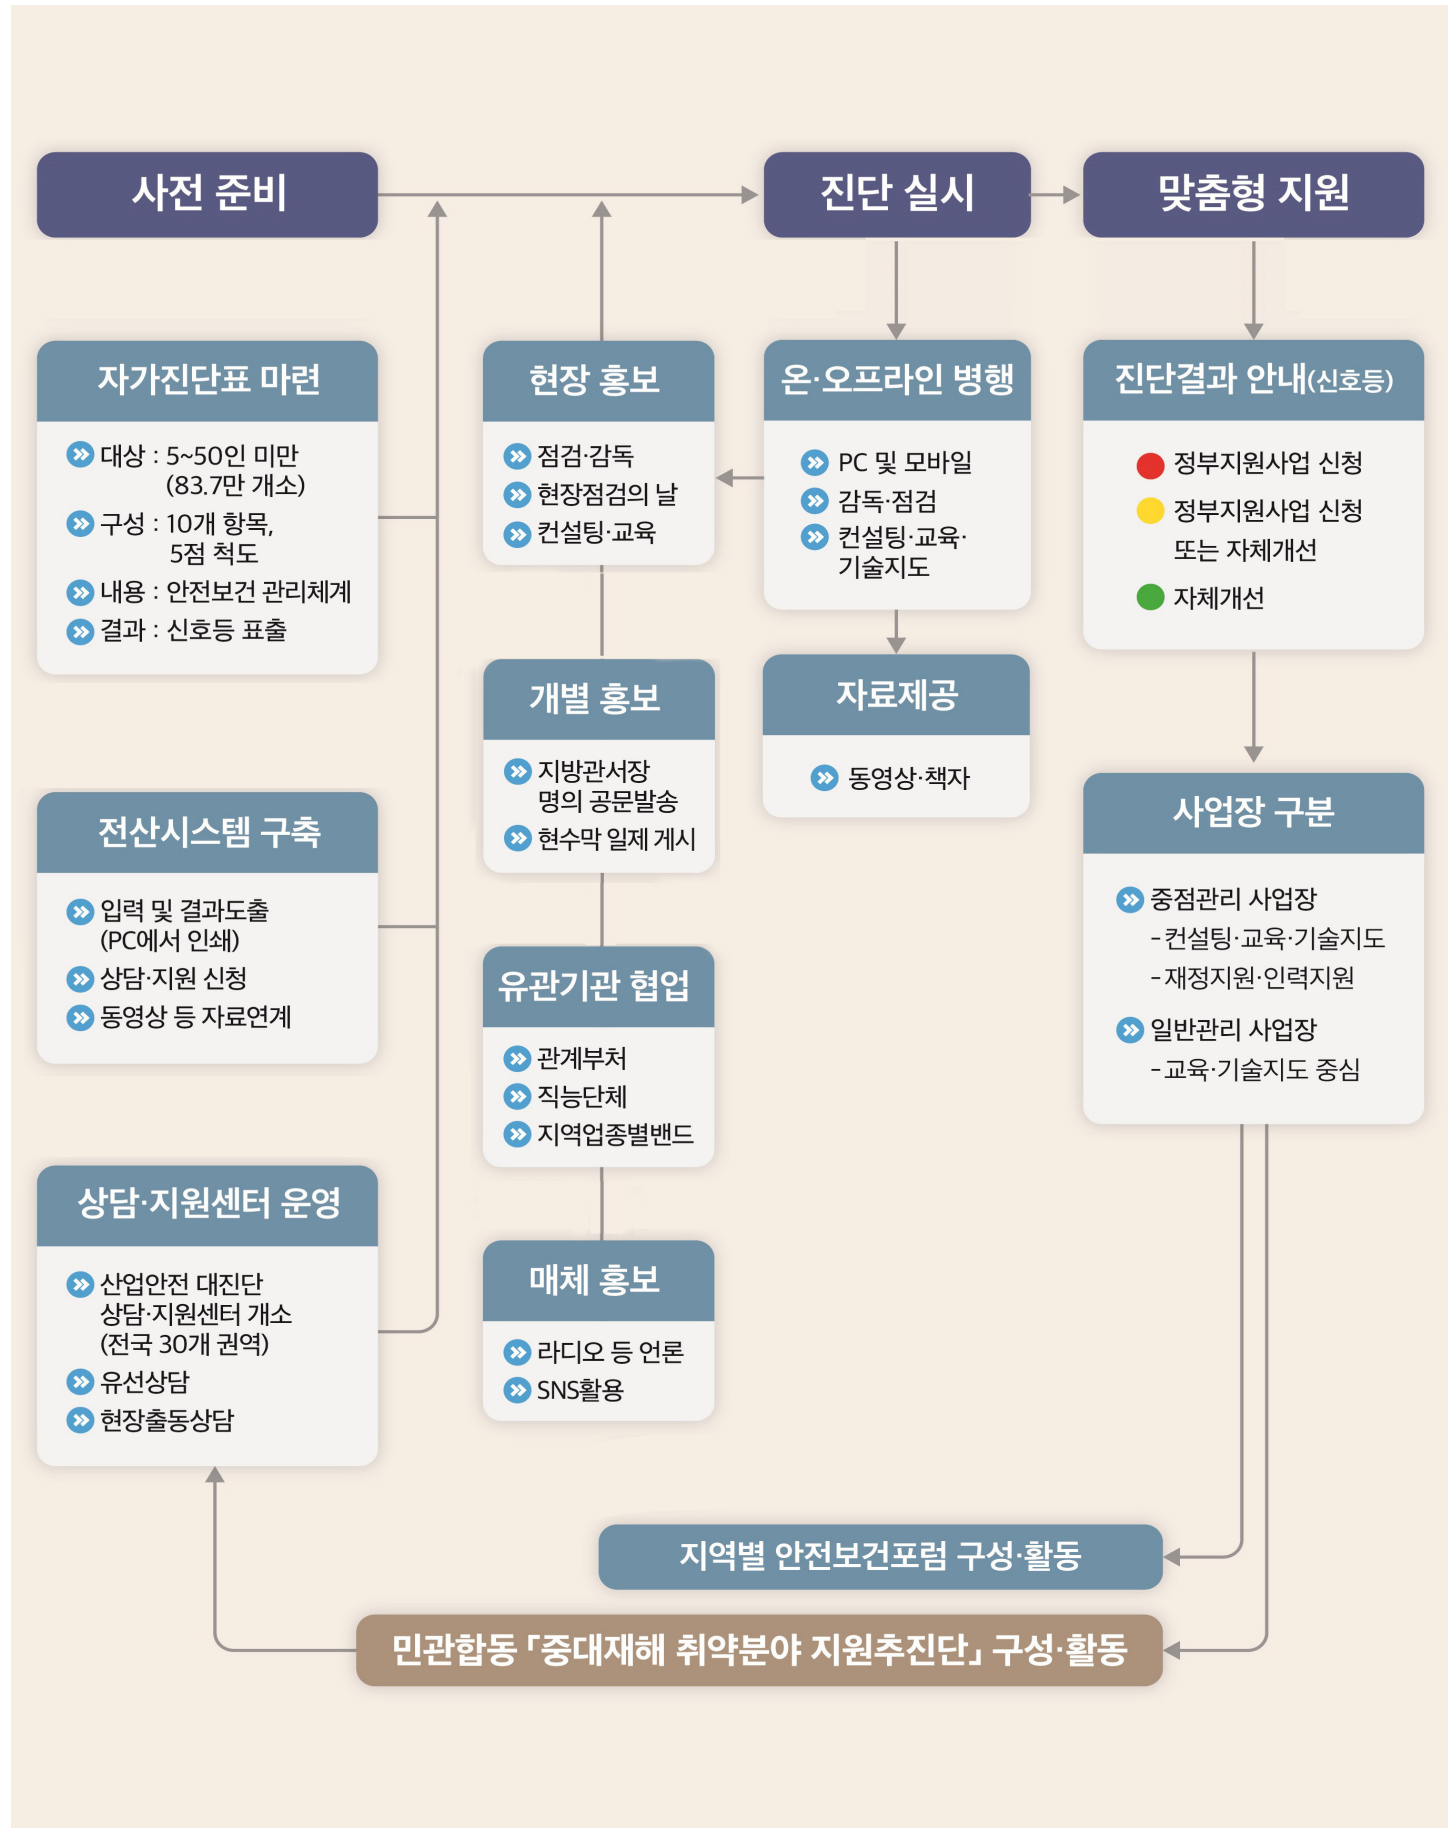 사전 준비
진단 실시
맞춤형 지원
자가진단표 마련
대상 : 5~50인 미만
(83.7만 개소)
구성 : 10개 항목,
5점 척도
내용 : 안전보건 관리체계
결과 : 신호등 표출
전산시스템 구축
입력 및 결과도출
(PC에서 인쇄)
상담·지원 신청
동영상 등 자료연계
상담·지원센터 운영
산업안전 대진단
상담·지원센터 개소
(전국 30개 권역)
유선상담
현장출동상담
현장 홍보
점검·감독
현장점검의 날
컨설팅·교육
개별 홍보
지방관서장
명의 공문발송
현수막 일제 게시
유관기관 협업
관계부처
직능단체
지역업종별밴드
매체 홍보
라디오 등 언론
SNS활용
온·오프라인 병행
PC 및 모바일
감독·점검
컨설팅·교육·
기술지도
자료제공
동영상·책자
진단결과 안내(신호등)
정부지원사업 신청
정부지원사업 신청
또는 자체개선
자체개선
사업장 구분
중점관리 사업장
-컨설팅·교육·기술지도
-재정지원·인력지원
일반관리 사업장
-교육·기술지도 중심
지역별 안전보건포럼 구성·활동
민관합동 「중대재해 취약분야 지원추진단」 구성·활동